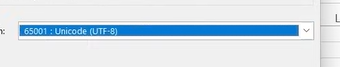 n: 65001 : Unicode (UTF-8)
L